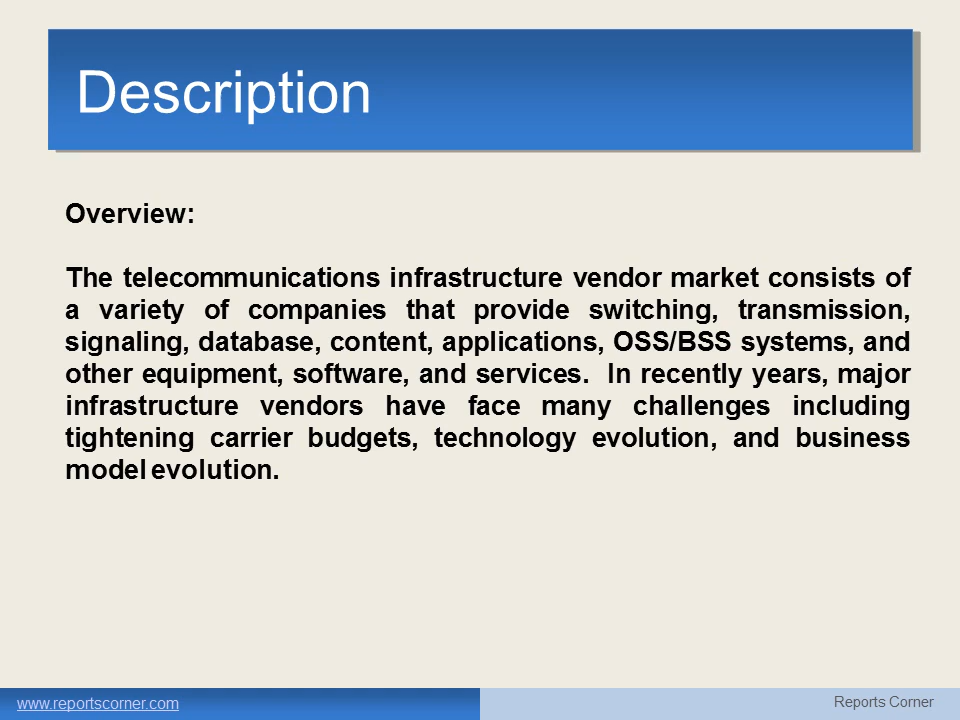 Description
Overview:
The telecommunications infrastructure vendor market consists of
a variety of companies that provide switching, transmission,
signaling, database, content, applications, OSS/BSS systems, and
other equipment, software, and services.  In recently years, major
infrastructure vendors have face many challenges including
tightening carrier budgets, technology evolution, and business
model evolution.
www.reportscorner.com
Reports Corner